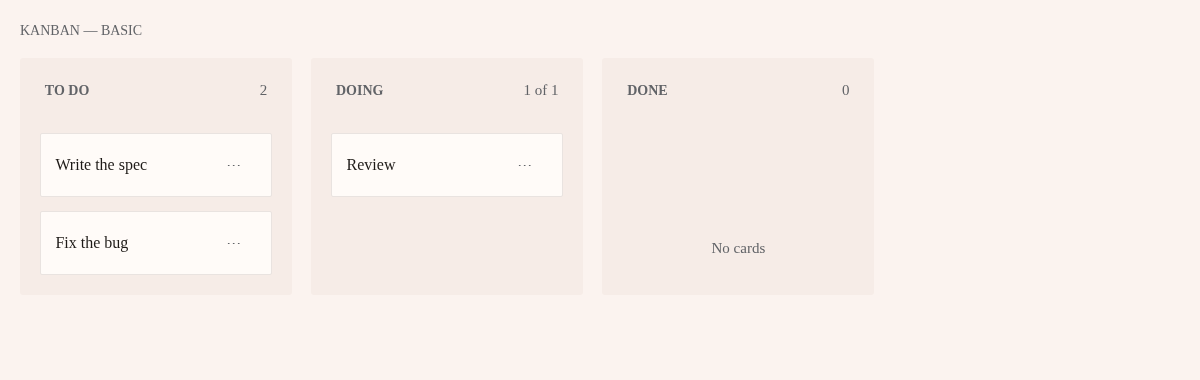 KANBAN — BASIC
TO DO 2
Write the spec ...
Fix the bug ...
DOING 1 of 1
Review ...
DONE 0
No cards